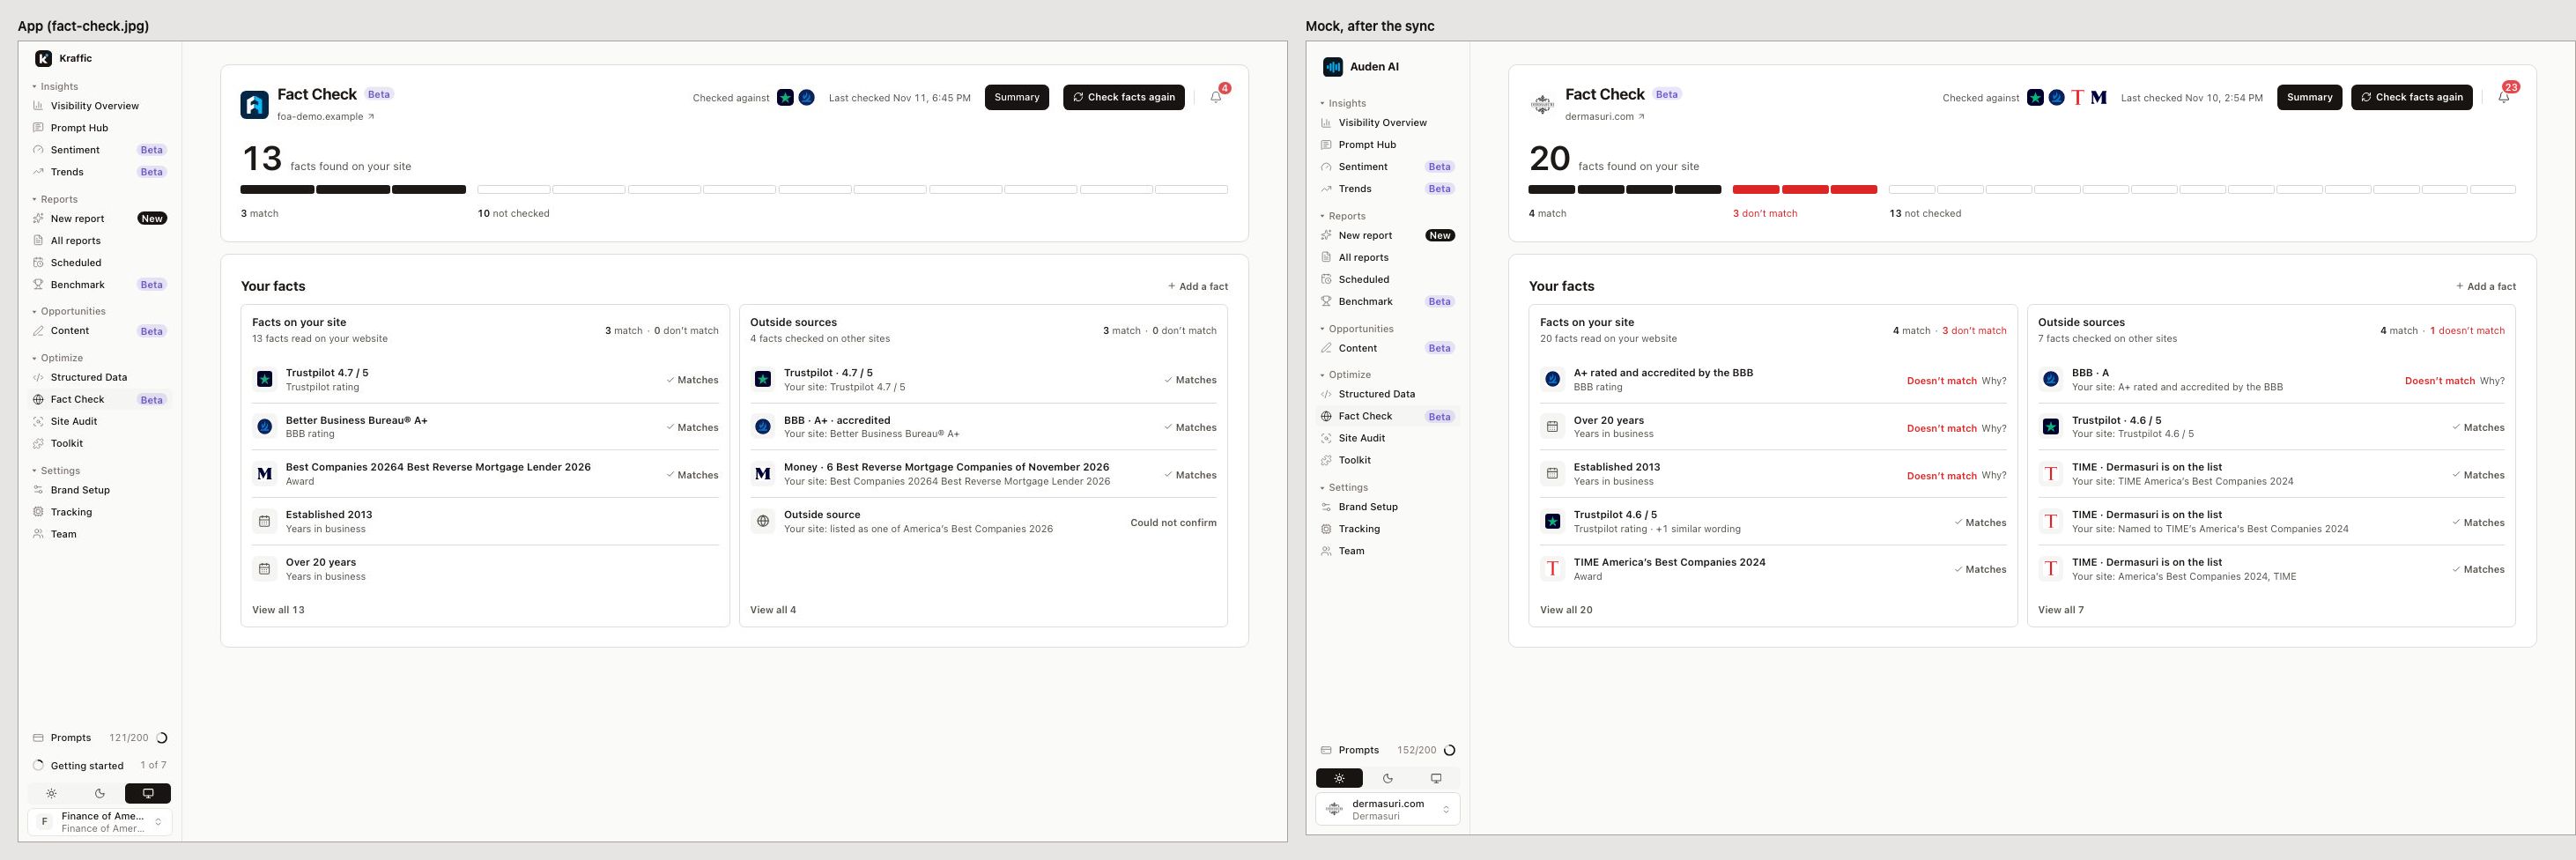 App (fact-check.jpg)
Kraffic
Insights
Visibility Overview
Prompt Hub
Sentiment Beta
Trends Beta
Reports
New report New
All reports
Scheduled
Benchmark Beta
Opportunities
Content Beta
Optimize
Structured Data
Fact Check Beta
Site Audit
Toolkit
Settings
Brand Setup
Tracking
Team
Prompts 121/200
Getting started 1 of 7
F Finance of Ame...
Finance of Amer...
Fact Check Beta
foa-demo.example ↗
Checked against Last checked Nov 11, 6:45 PM Summary Check facts again 4
13 facts found on your site
3 match 10 not checked
Your facts + Add a fact
Facts on your site
13 facts read on your website
3 match · 0 don't match
Trustpilot 4.7 / 5
Trustpilot rating
✓ Matches
Better Business Bureau® A+
BBB rating
✓ Matches
M Best Companies 20264 Best Reverse Mortgage Lender 2026
Award
✓ Matches
Established 2013
Years in business
Over 20 years
Years in business
View all 13
Outside sources
4 facts checked on other sites
3 match · 0 don't match
Trustpilot · 4.7 / 5
Your site: Trustpilot 4.7 / 5
✓ Matches
BBB · A+ · accredited
Your site: Better Business Bureau® A+
✓ Matches
M Money · 6 Best Reverse Mortgage Companies of November 2026
Your site: Best Companies 20264 Best Reverse Mortgage Lender 2026
✓ Matches
Outside source
Your site: listed as one of America's Best Companies 2026
Could not confirm
View all 4
Mock, after the sync
Auden AI
Insights
Visibility Overview
Prompt Hub
Sentiment Beta
Trends Beta
Reports
New report New
All reports
Scheduled
Benchmark Beta
Opportunities
Content Beta
Optimize
Structured Data
Fact Check Beta
Site Audit
Toolkit
Settings
Brand Setup
Tracking
Team
Prompts 152/200
dermasuri.com
Dermasuri
Fact Check Beta
dermasuri.com ↗
Checked against T M Last checked Nov 10, 2:54 PM Summary Check facts again 23
20 facts found on your site
4 match 3 don't match 13 not checked
Your facts + Add a fact
Facts on your site
20 facts read on your website
4 match · 3 don't match
A+ rated and accredited by the BBB
BBB rating
Doesn't match Why?
Over 20 years
Years in business
Doesn't match Why?
Established 2013
Years in business
Doesn't match Why?
Trustpilot 4.6 / 5
Trustpilot rating · +1 similar wording
✓ Matches
T TIME America's Best Companies 2024
Award
✓ Matches
View all 20
Outside sources
7 facts checked on other sites
4 match · 1 doesn't match
BBB · A
Your site: A+ rated and accredited by the BBB
Doesn't match Why?
Trustpilot · 4.6 / 5
Your site: Trustpilot 4.6 / 5
✓ Matches
T TIME · Dermasuri is on the list
Your site: TIME America's Best Companies 2024
✓ Matches
T TIME · Dermasuri is on the list
Your site: Named to TIME's America's Best Companies 2024
✓ Matches
T TIME · Dermasuri is on the list
Your site: America's Best Companies 2024, TIME
✓ Matches
View all 7